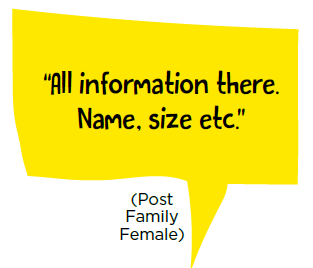 “All information there.
Name, size etc.”
(Post
Family
Female)